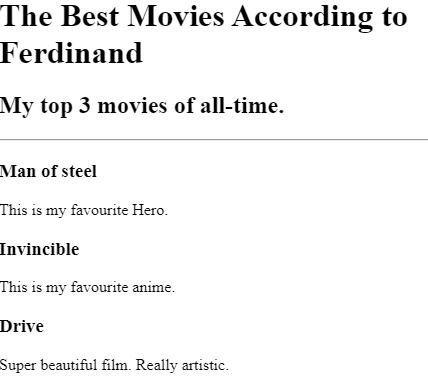 The Best Movies According to
Ferdinand
My top 3 movies of all-time.
Man of steel
This is my favourite Hero.
Invincible
This is my favourite anime.
Drive
Super beautiful film. Really artistic.